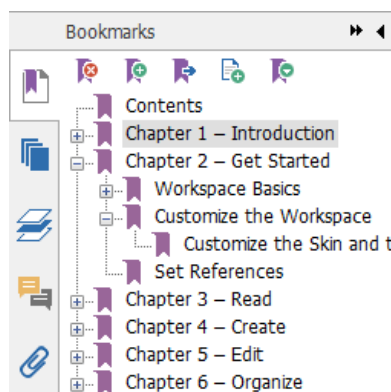 Bookmarks
Contents
Chapter 1 – Introduction
Chapter 2 – Get Started
Workspace Basics
Customize the Workspace
Customize the Skin and
Set References
Chapter 3 – Read
Chapter 4 – Create
Chapter 5 – Edit
Chapter 6 – Organize